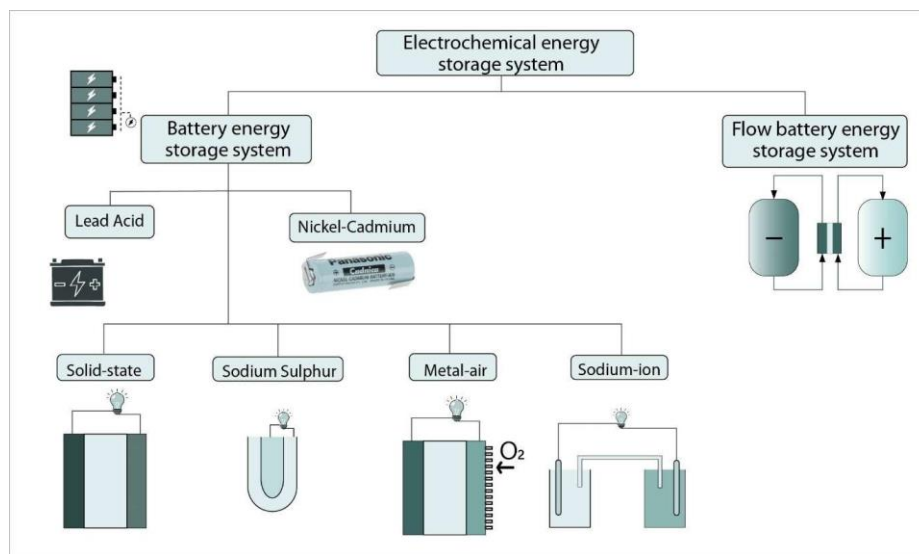 Electrochemical energy
storage system
Battery energy
storage system
Flow battery energy
storage system
Lead Acid
Nickel-Cadmium
Panasonic
Cadnica
- +
- +
Solid-state
Sodium Sulphur
Metal-air
Sodium-ion
O₂